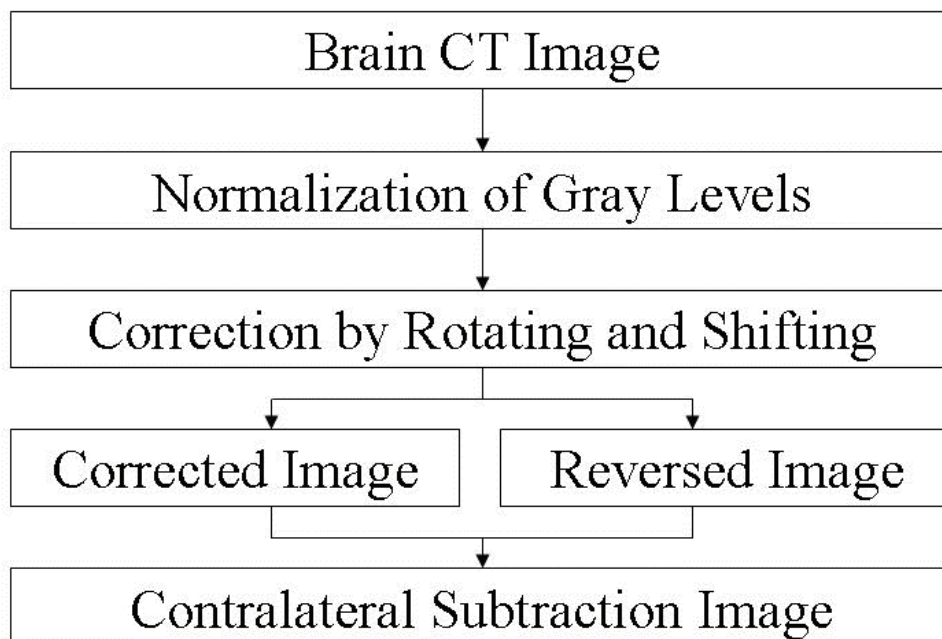 Brain CT Image
Normalization of Gray Levels
Correction by Rotating and Shifting
Corrected Image
Reversed Image
Contralateral Subtraction Image